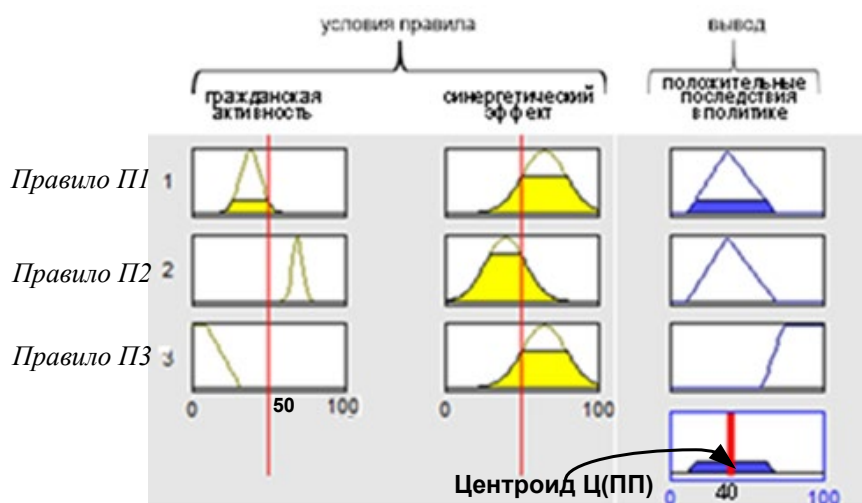 условия правила
вывод
гражданская
активность
синергетический
эффект
положительные
последствия
в политике
Правило П1 1
Правило П2 2
Правило П3 3
0 50 100
0 100
Центроид Ц(ПП)
0 40 100